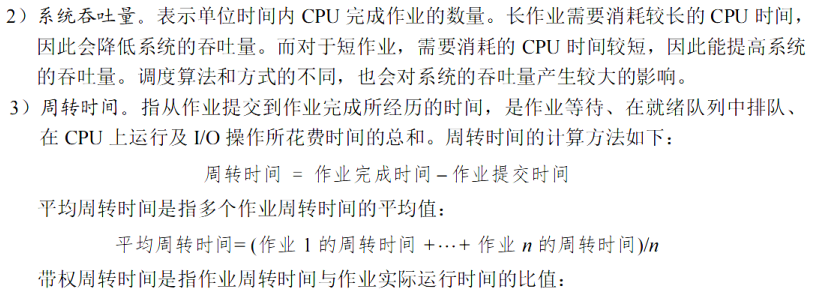 2）系统吞吐量。表示单位时间内 CPU 完成作业的数量。长作业需要消耗较长的 CPU 时间，
因此会降低系统的吞吐量。而对于短作业，需要消耗的 CPU 时间较短，因此能提高系统
的吞吐量。调度算法和方式的不同，也会对系统的吞吐量产生较大的影响。
3）周转时间。指从作业提交到作业完成所经历的时间，是作业等待、在就绪队列中排队、
在 CPU 上运行及 I/O 操作所花费时间的总和。周转时间的计算方法如下：
周转时间 = 作业完成时间 – 作业提交时间
平均周转时间是指多个作业周转时间的平均值：
平均周转时间= (作业 1 的周转时间 +⋯+ 作业 n 的周转时间)/n
带权周转时间是指作业周转时间与作业实际运行时间的比值：